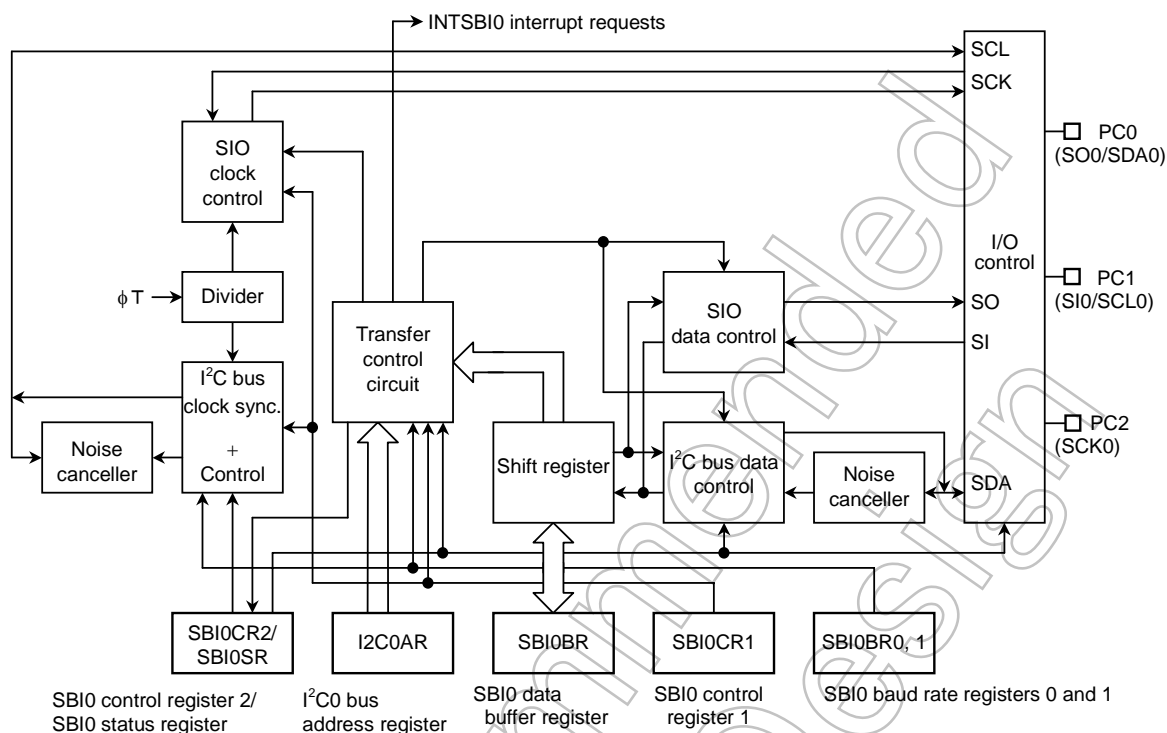 INTSBI0 interrupt requests
SCL
SCK
SIO
clock
control
PC0
(SO0/SDA0)
φT
Divider
Transfer
control
circuit
SIO
data control
I/O
control
SO
SI
PC1
(SI0/SCL0)
I²C bus
clock sync.
+
Control
Noise
canceller
Shift register
I²C bus data
control
Noise
canceller
SDA
PC2
(SCK0)
SBI0CR2/
SBI0SR
I2C0AR
SBI0BR
SBI0CR1
SBI0BR0, 1
SBI0 control register 2/
SBI0 status register
I²C0 bus
address register
SBI0 data
buffer register
SBI0 control
register 1
SBI0 baud rate registers 0 and 1